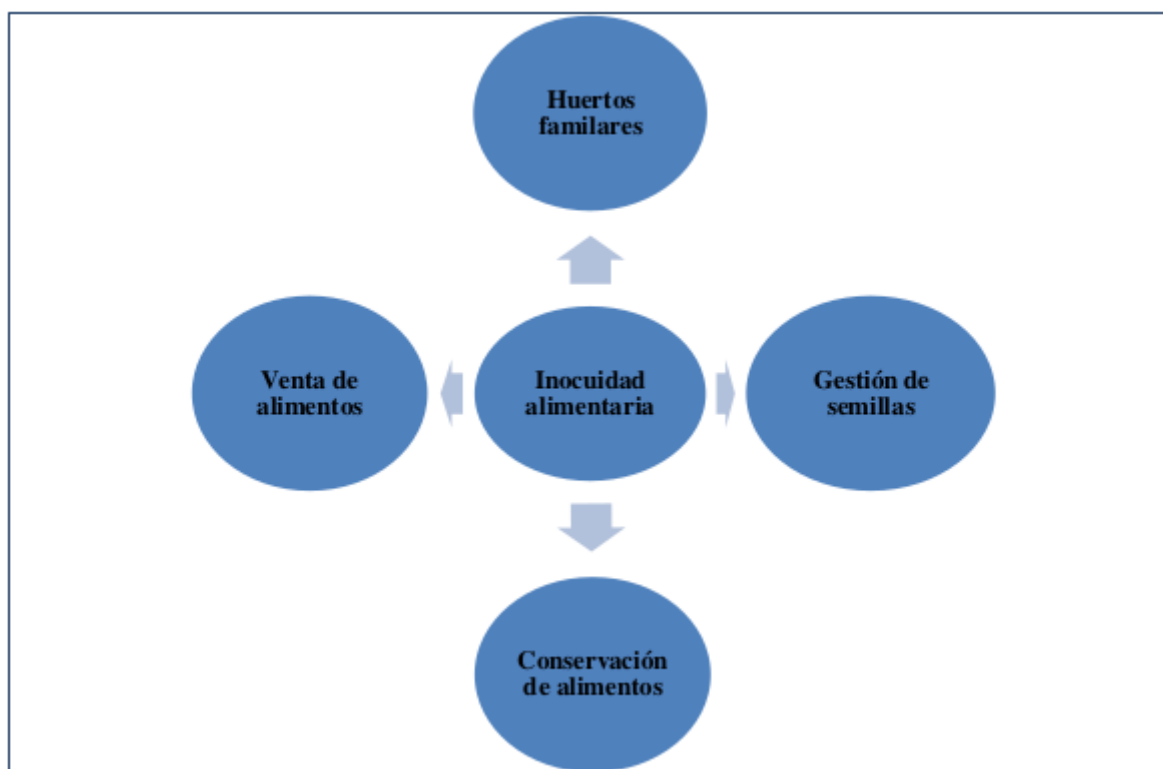 Huertos
familares
Venta de
alimentos
Inocuidad
alimentaria
Gestión de
semillas
Conservación
de alimentos